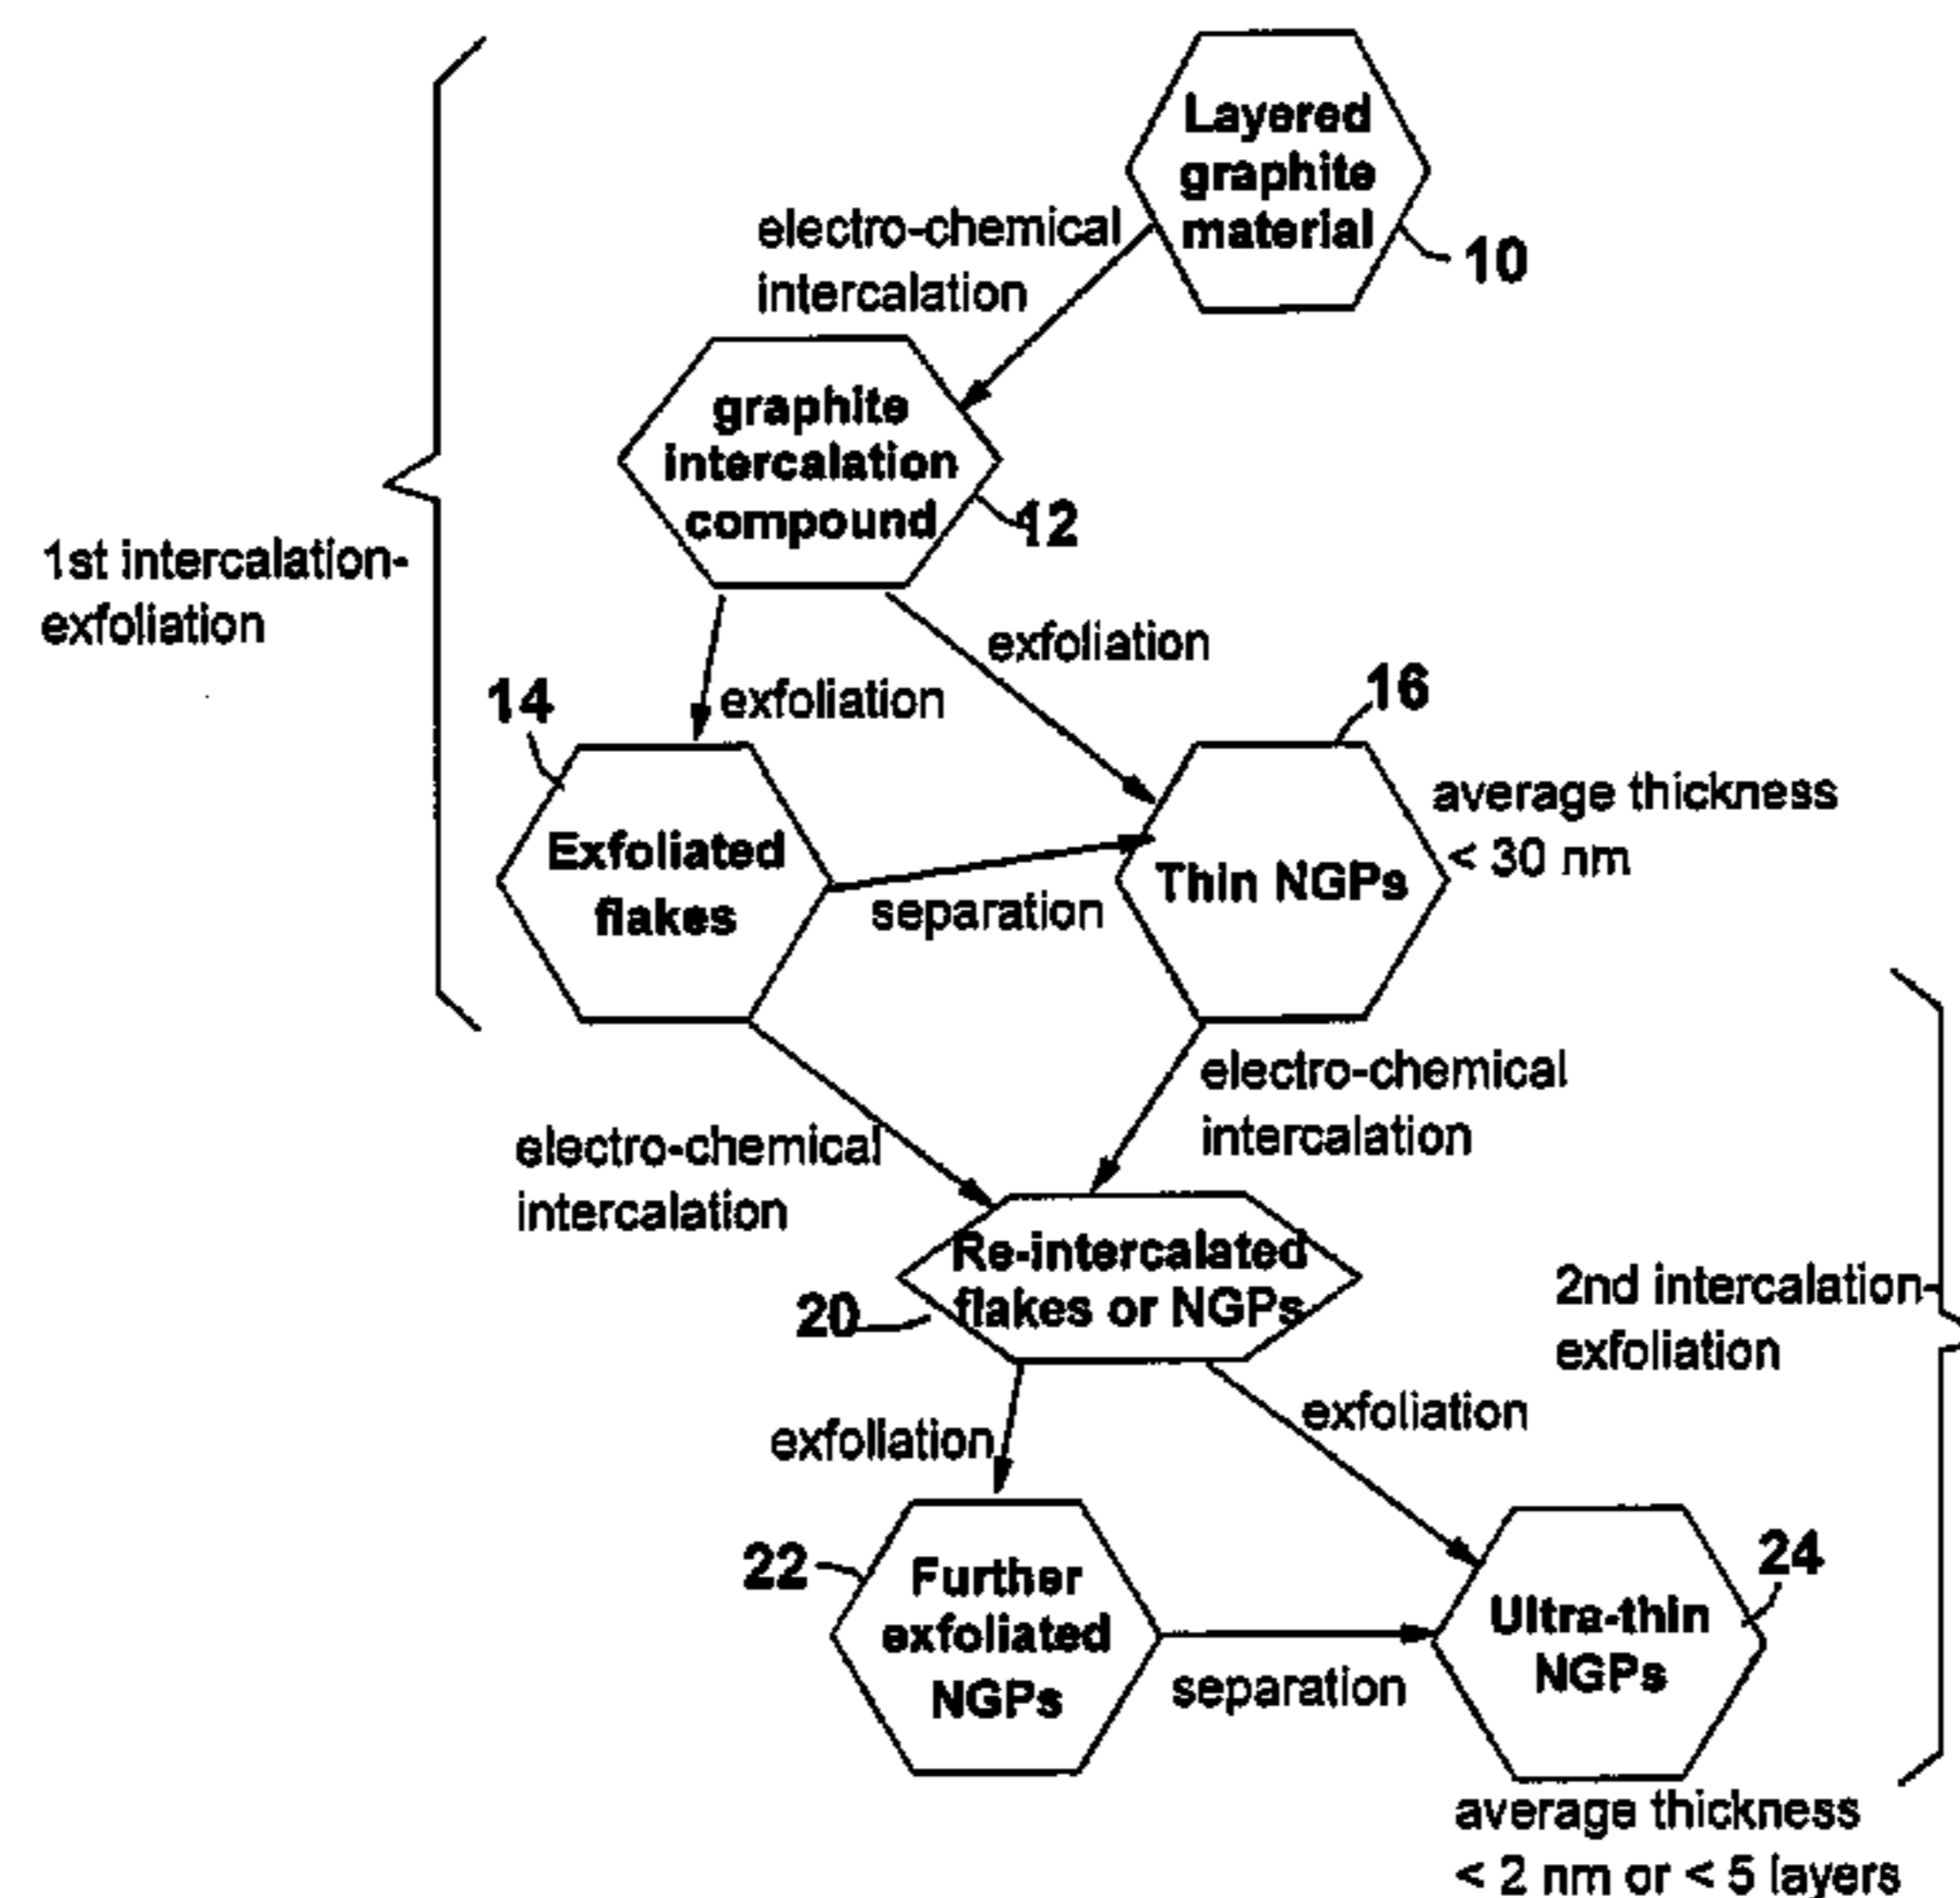 Layered
graphite
material
10
electro-chemical
intercalation
graphite
intercalation
compound
12
1st intercalation-
exfoliation
exfoliation
exfoliation
14
16
Exfoliated
flakes
separation
Thin NGPs
average thickness
< 30 nm
electro-chemical
intercalation
electro-chemical
intercalation
Re-intercalated
flakes or NGPs
20
2nd intercalation-
exfoliation
exfoliation
exfoliation
22
Further
exfoliated
NGPs
separation
24
Ultra-thin
NGPs
average thickness
< 2 nm or < 5 layers